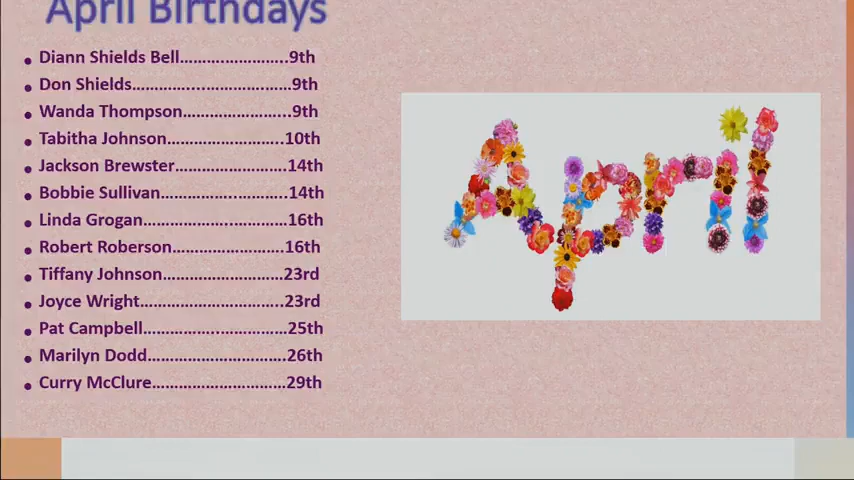 April Birthdays
• Diann Shields Bell…………………..9th
• Don Shields……………..……..……9th
• Wanda Thompson…………………...9th
• Tabitha Johnson…………………...10th
• Jackson Brewster…………………..14th
• Bobbie Sullivan……..……………...14th
• Linda Grogan………………………...16th
• Robert Roberson…………………...16th
• Tiffany Johnson……………………..23rd
• Joyce Wright………………………...23rd
• Pat Campbell…………..…………...25th
• Marilyn Dodd……………………….26th
• Curry McClure………………………29th
April